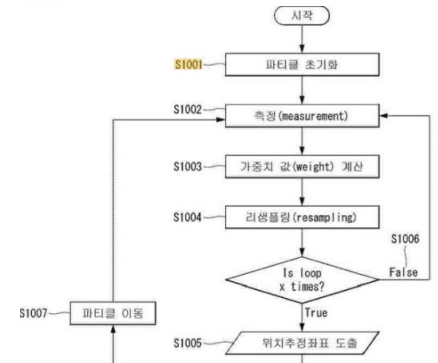 시작
S1001
파티클 초기화
S1002
측정(measurement)
S1003
가중치 값(weight) 계산
S1004
리샘플링(resampling)
S1006
Is loop
x times?
False
True
S1007
파티클 이동
S1005
위치추정좌표 도출